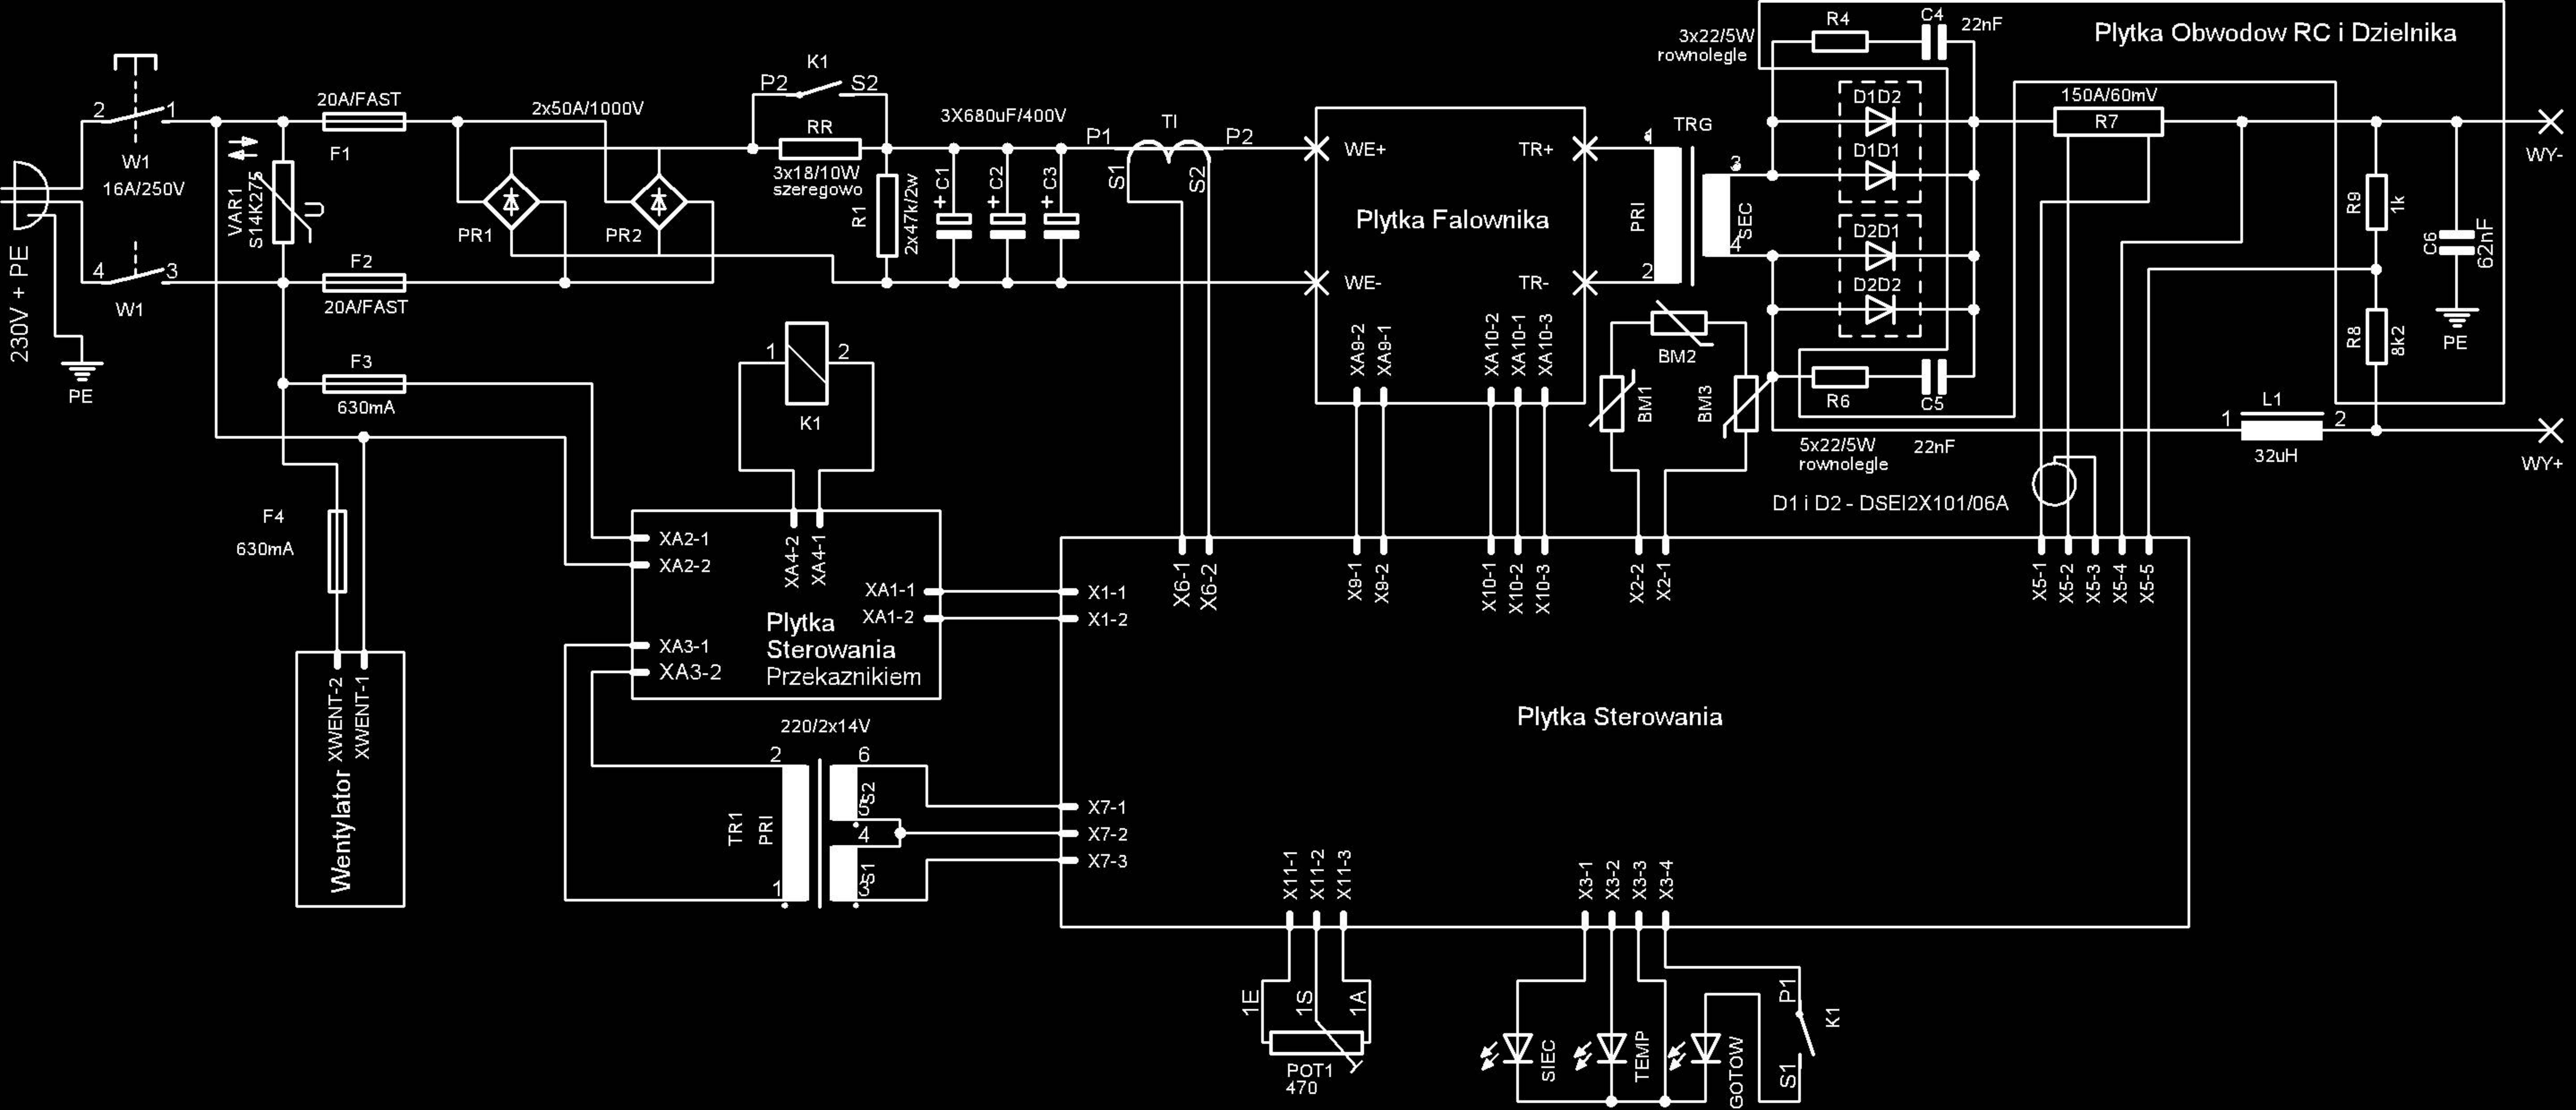 230V + PE
PE
2
1
W1
16A/250V
4
3
W1
VAR1
S14K275
U
20A/FAST
F1
F2
20A/FAST
F3
630mA
F4
630mA
XWENT-2
XWENT-1
Wentylator
2x50A/1000V
PR1
PR2
K1
P2
S2
RR
3x18/10W
szeregowo
R1
2x47k/2w
3X680uF/400V
+
C1
+
C2
+
C3
TI
P1
P2
S1
S2
K1
1
2
XA4-2
XA4-1
XA2-1
XA2-2
XA1-1
XA1-2
XA3-1
XA3-2
Plytka
Sterowania
Przekaznikiem
220/2x14V
TR1
PRI
2
1
6
S2
5
4
S1
3
WE+
WE-
TR+
TR-
Plytka Falownika
XA9-2
XA9-1
XA10-2
XA10-1
XA10-3
TRG
1
2
PRI
3
SEC
4
BM1
BM2
BM3
3x22/5W
rownolegle
R4
C4
22nF
Plytka Obwodow RC i Dzielnika
D1D2
D1D1
D2D1
D2D2
R6
C5
5x22/5W
rownolegle
22nF
D1 i D2 - DSEI2X101/06A
150A/60mV
R7
R9
1k
R8
8k2
C6
62nF
PE
L1
1
2
32uH
WY-
WY+
X1-1
X1-2
X6-1
X6-2
X9-1
X9-2
X10-1
X10-2
X10-3
X2-2
X2-1
X5-1
X5-2
X5-3
X5-4
X5-5
Plytka Sterowania
X7-1
X7-2
X7-3
X11-1
X11-2
X11-3
X3-1
X3-2
X3-3
X3-4
1E
1S
1A
POT1
470
SIEC
TEMP
GOTOW
P1
K1
S1